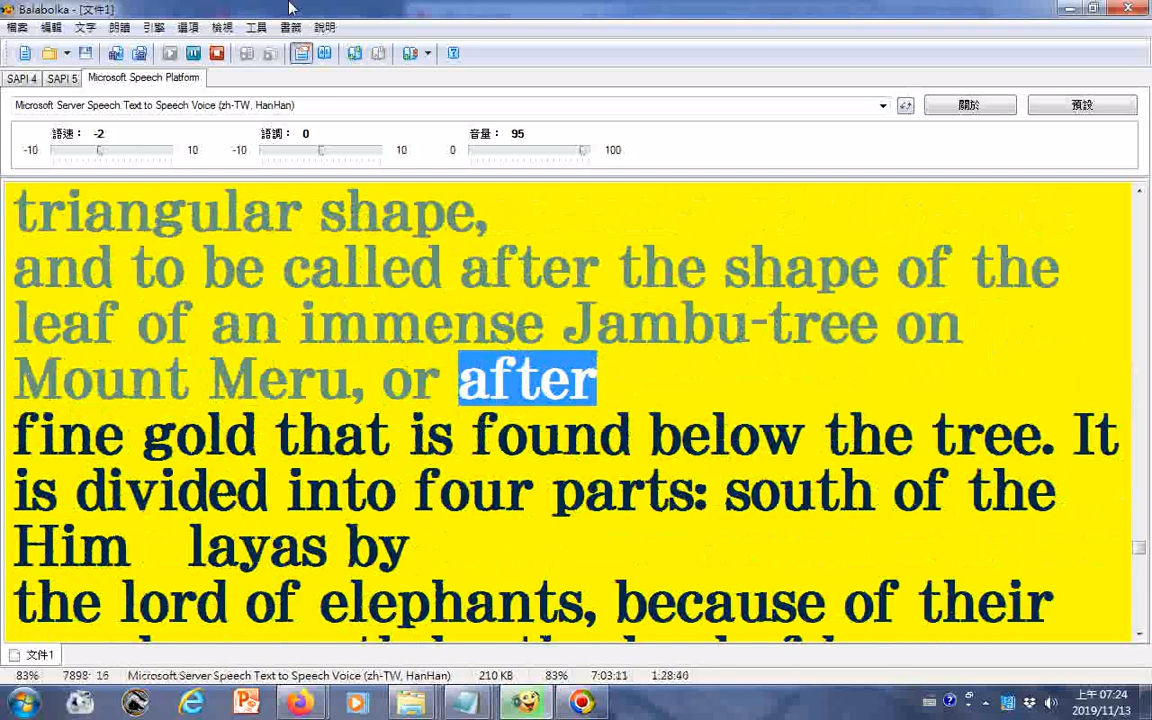 Balabolka - [文件1]
檔案 編輯 文字 朗讀 引擎 選項 檢視 工具 書籤 說明
SAPI 4 SAPI 5 Microsoft Speech Platform
Microsoft Server Speech Text to Speech Voice (zh-TW, HanHan) 關於 預設
語速： -2 語調： 0 音量： 95
-10 10 -10 10 0 100
triangular shape,
and to be called after the shape of the
leaf of an immense Jambu-tree on
Mount Meru, or after
fine gold that is found below the tree. It
is divided into four parts: south of the
Him layas by
the lord of elephants, because of their
文件1
83% 7898- 16 Microsoft Server Speech Text to Speech Voice (zh-TW, HanHan) 210 KB 83% 7:03:11 1:28:40
上午 07:24
2019/11/13